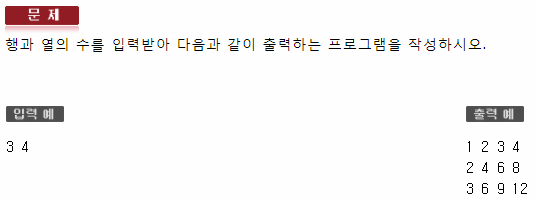 문 제
행과 열의 수를 입력받아 다음과 같이 출력하는 프로그램을 작성하시오.
입력 예
3 4
출력 예
1 2 3 4
2 4 6 8
3 6 9 12